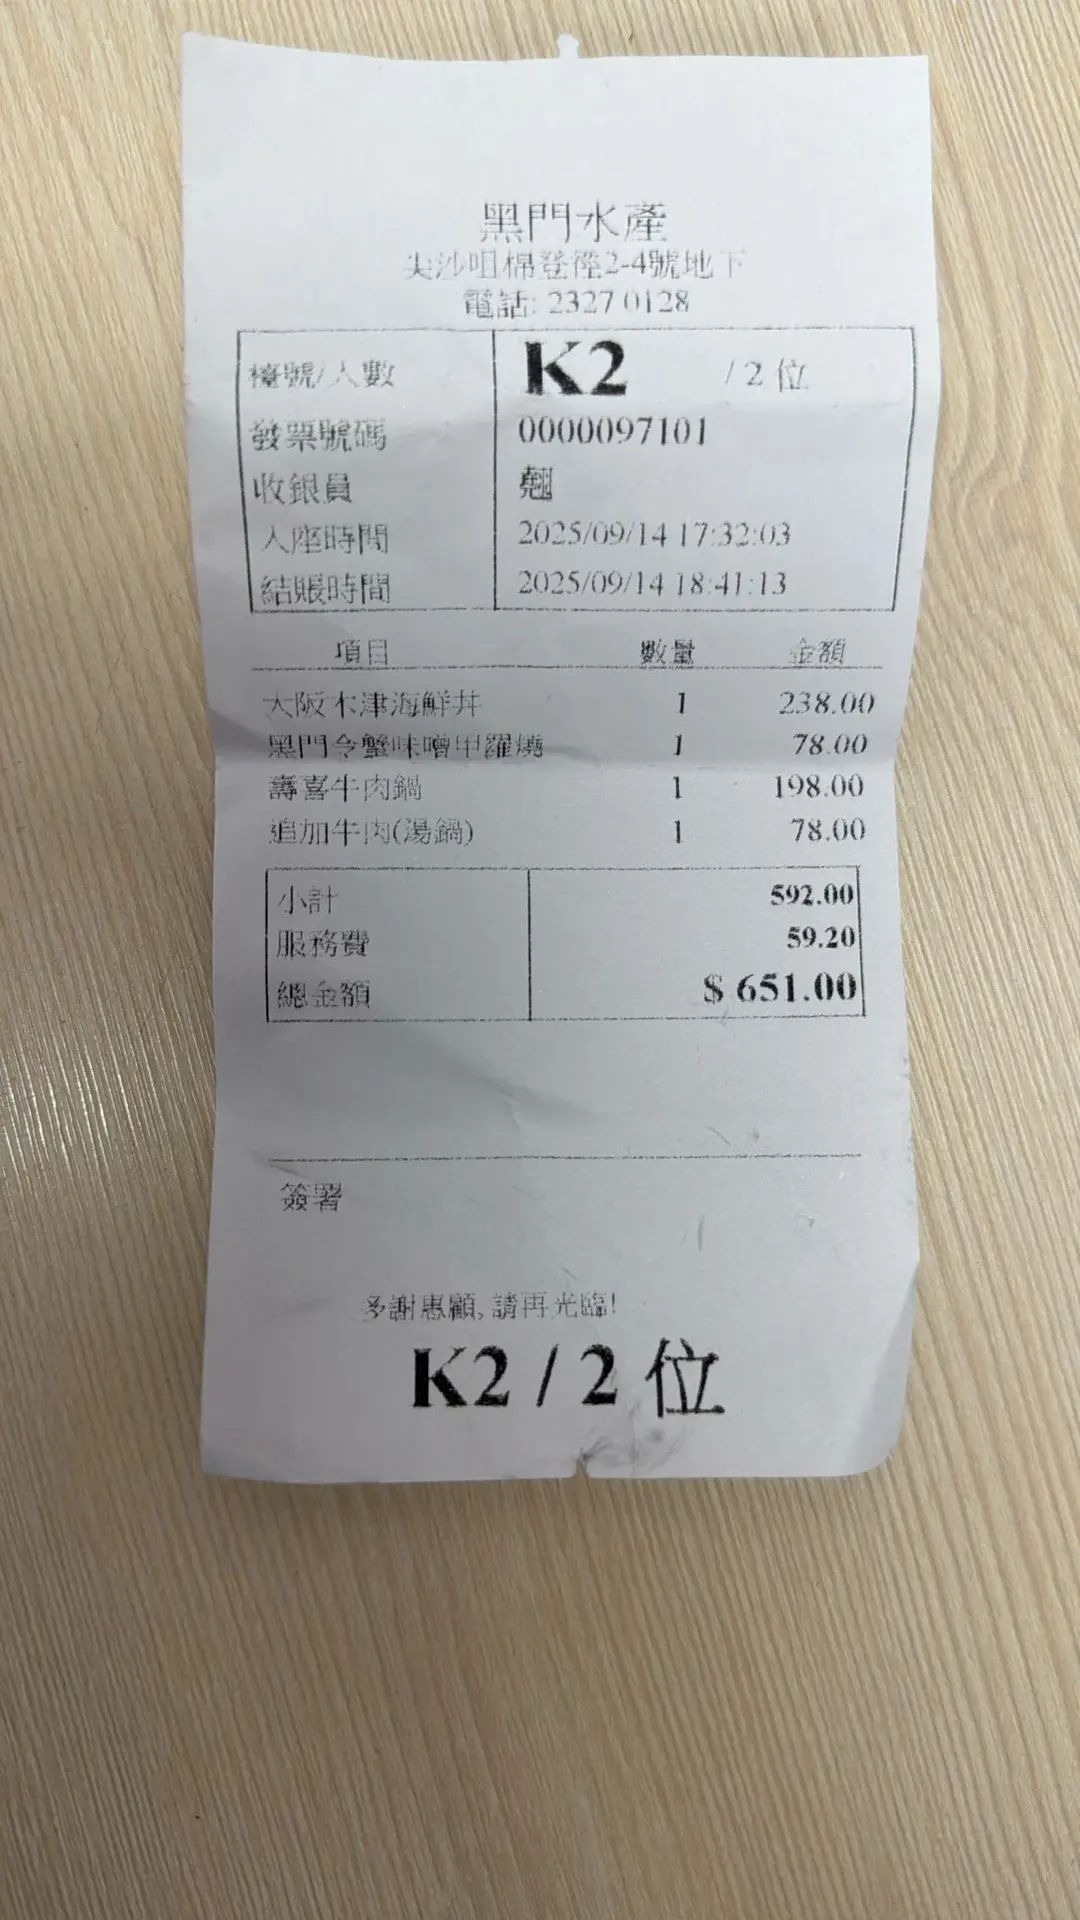 黑門水產
尖沙咀棉登徑2-4號地下
電話: 2327 0128
檯號/人數 K2 / 2 位
發票號碼 0000097101
收銀員 翹
入座時間 2025/09/14 17:32:03
結賬時間 2025/09/14 18:41:13
項目 數量 金額
大阪木津海鮮丼 1 238.00
黑門令蟹味噌甲羅燒 1 78.00
壽喜牛肉鍋 1 198.00
追加牛肉(湯鍋) 1 78.00
小計 592.00
服務費 59.20
總金額 $ 651.00
簽署
多謝惠顧, 請再光臨!
K2 / 2 位